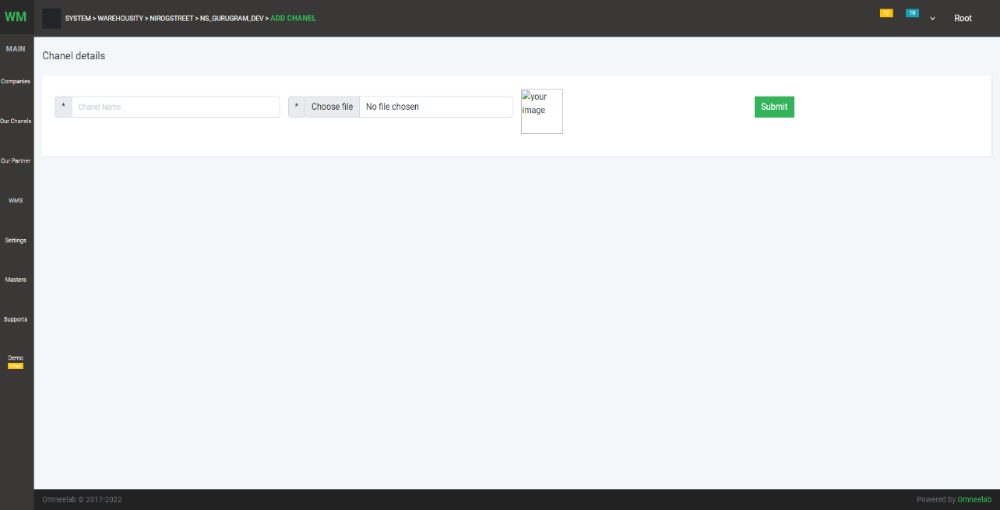 WM
SYSTEM > WAREHOUSITY > NIROGSTREET > NS_GURUGRAM_DEV > ADD CHANEL
12
10
Root
MAIN
Companies
Our Chanels
Our Partner
WMS
Settings
Masters
Supports
Demo
Chanel details
* Chanel Name
* Choose file No file chosen
your
image
Submit
Omneelab © 2017-2022
Powered by Omneelab